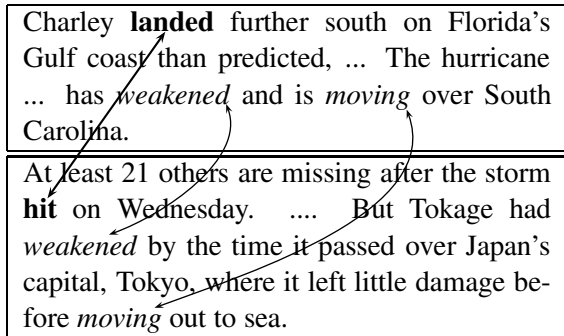 Charley landed further south on Florida's
Gulf coast than predicted, ... The hurricane
... has weakened and is moving over South
Carolina.
At least 21 others are missing after the storm
hit on Wednesday. .... But Tokage had
weakened by the time it passed over Japan's
capital, Tokyo, where it left little damage be-
fore moving out to sea.